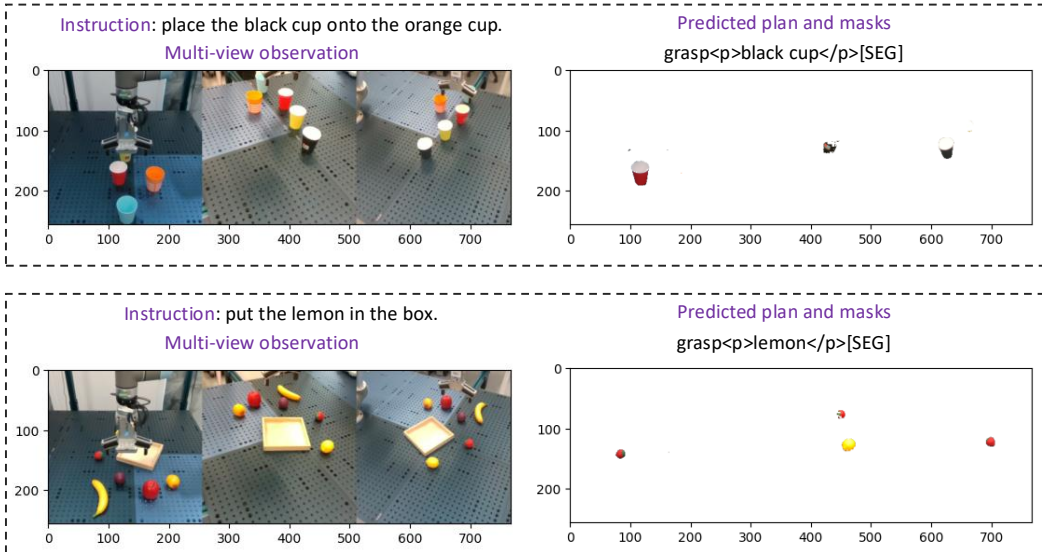 Instruction: place the black cup onto the orange cup.
Predicted plan and masks
Multi-view observation
grasp<p>black cup</p>[SEG]
0
100
200
0 100 200 300 400 500 600 700
0
100
200
0 100 200 300 400 500 600 700
Instruction: put the lemon in the box.
Predicted plan and masks
Multi-view observation
grasp<p>lemon</p>[SEG]
0
100
200
0 100 200 300 400 500 600 700
0
100
200
0 100 200 300 400 500 600 700